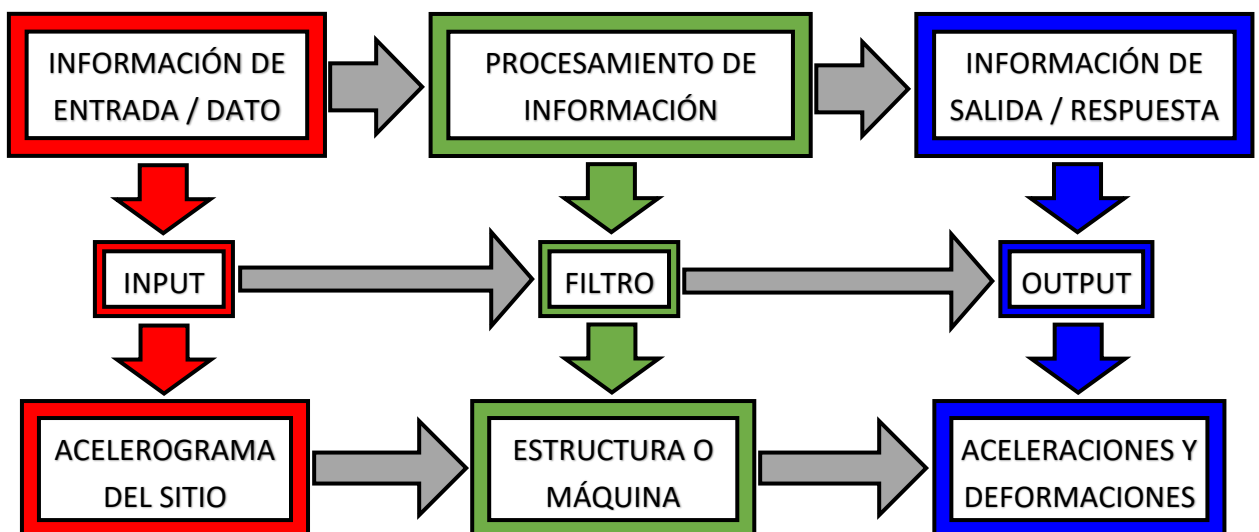 INFORMACIÓN DE
ENTRADA / DATO
PROCESAMIENTO DE
INFORMACIÓN
INFORMACIÓN DE
SALIDA / RESPUESTA
INPUT
FILTRO
OUTPUT
ACELEROGRAMA
DEL SITIO
ESTRUCTURA O
MÁQUINA
ACELERACIONES Y
DEFORMACIONES